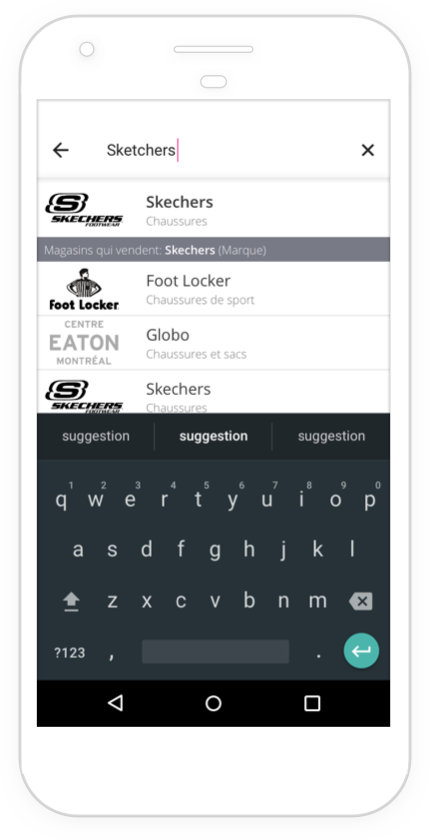 Sketchers
SKECHERS
FOOTWEAR
Skechers
Chaussures
Magasins qui vendent: Skechers (Marque)
Foot Locker
Foot Locker
Chaussures de sport
CENTRE
EATON
MONTRÉAL
Globo
Chaussures et sacs
SKECHERS
Skechers
Chaussures
suggestion suggestion suggestion
1 2 3 4 5 6 7 8 9 0
q w e r t y u i o p
a s d f g h j k l
z x c v b n m
?123 , .